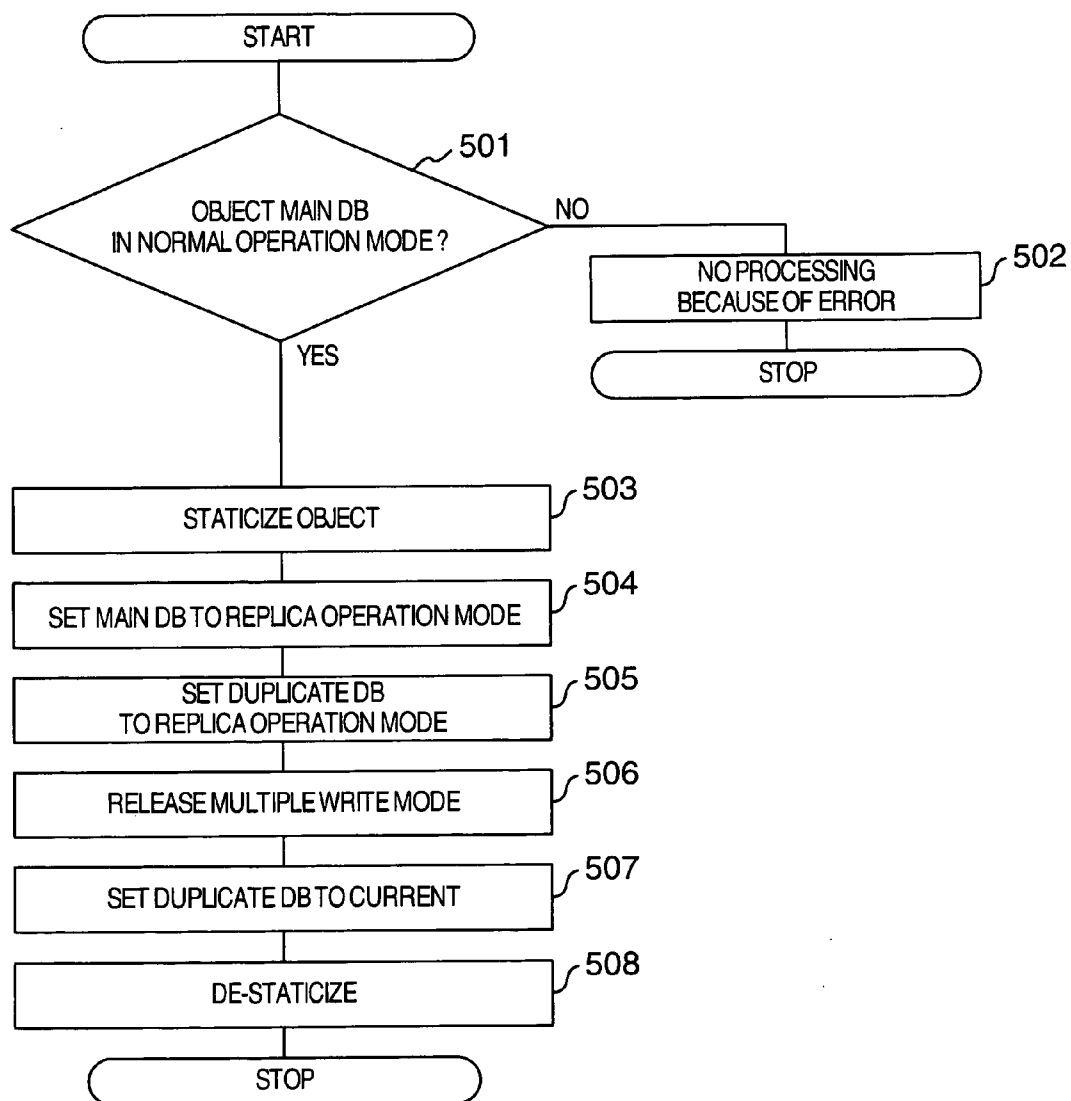 START
501
OBJECT MAIN DB
IN NORMAL OPERATION MODE ?
NO
502
NO PROCESSING
BECAUSE OF ERROR
YES
STOP
503
STATICIZE OBJECT
504
SET MAIN DB TO REPLICA OPERATION MODE
505
SET DUPLICATE DB
TO REPLICA OPERATION MODE
506
RELEASE MULTIPLE WRITE MODE
507
SET DUPLICATE DB TO CURRENT
508
DE-STATICIZE
STOP